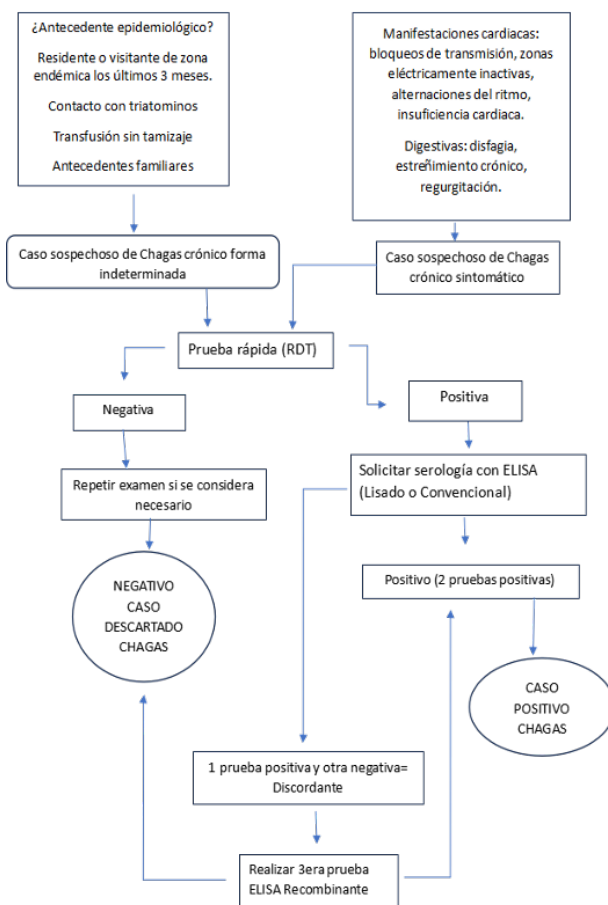 ¿Antecedente epidemiológico?
Residente o visitante de zona
endémica los últimos 3 meses.
Contacto con triatominos
Transfusión sin tamizaje
Antecedentes familiares
Manifestaciones cardiacas:
bloqueos de transmisión, zonas
eléctricamente inactivas,
alternaciones del ritmo,
insuficiencia cardiaca.
Digestivas: disfagia,
estreñimiento crónico,
regurgitación.
Caso sospechoso de Chagas crónico forma
indeterminada
Caso sospechoso de Chagas
crónico sintomático
Prueba rápida (RDT)
Negativa
Positiva
Repetir examen si se considera
necesario
Solicitar serología con ELISA
(Lisado o Convencional)
NEGATIVO
CASO
DESCARTADO
CHAGAS
Positivo (2 pruebas positivas)
CASO
POSITIVO
CHAGAS
1 prueba positiva y otra negativa=
Discordante
Realizar 3era prueba
ELISA Recombinante